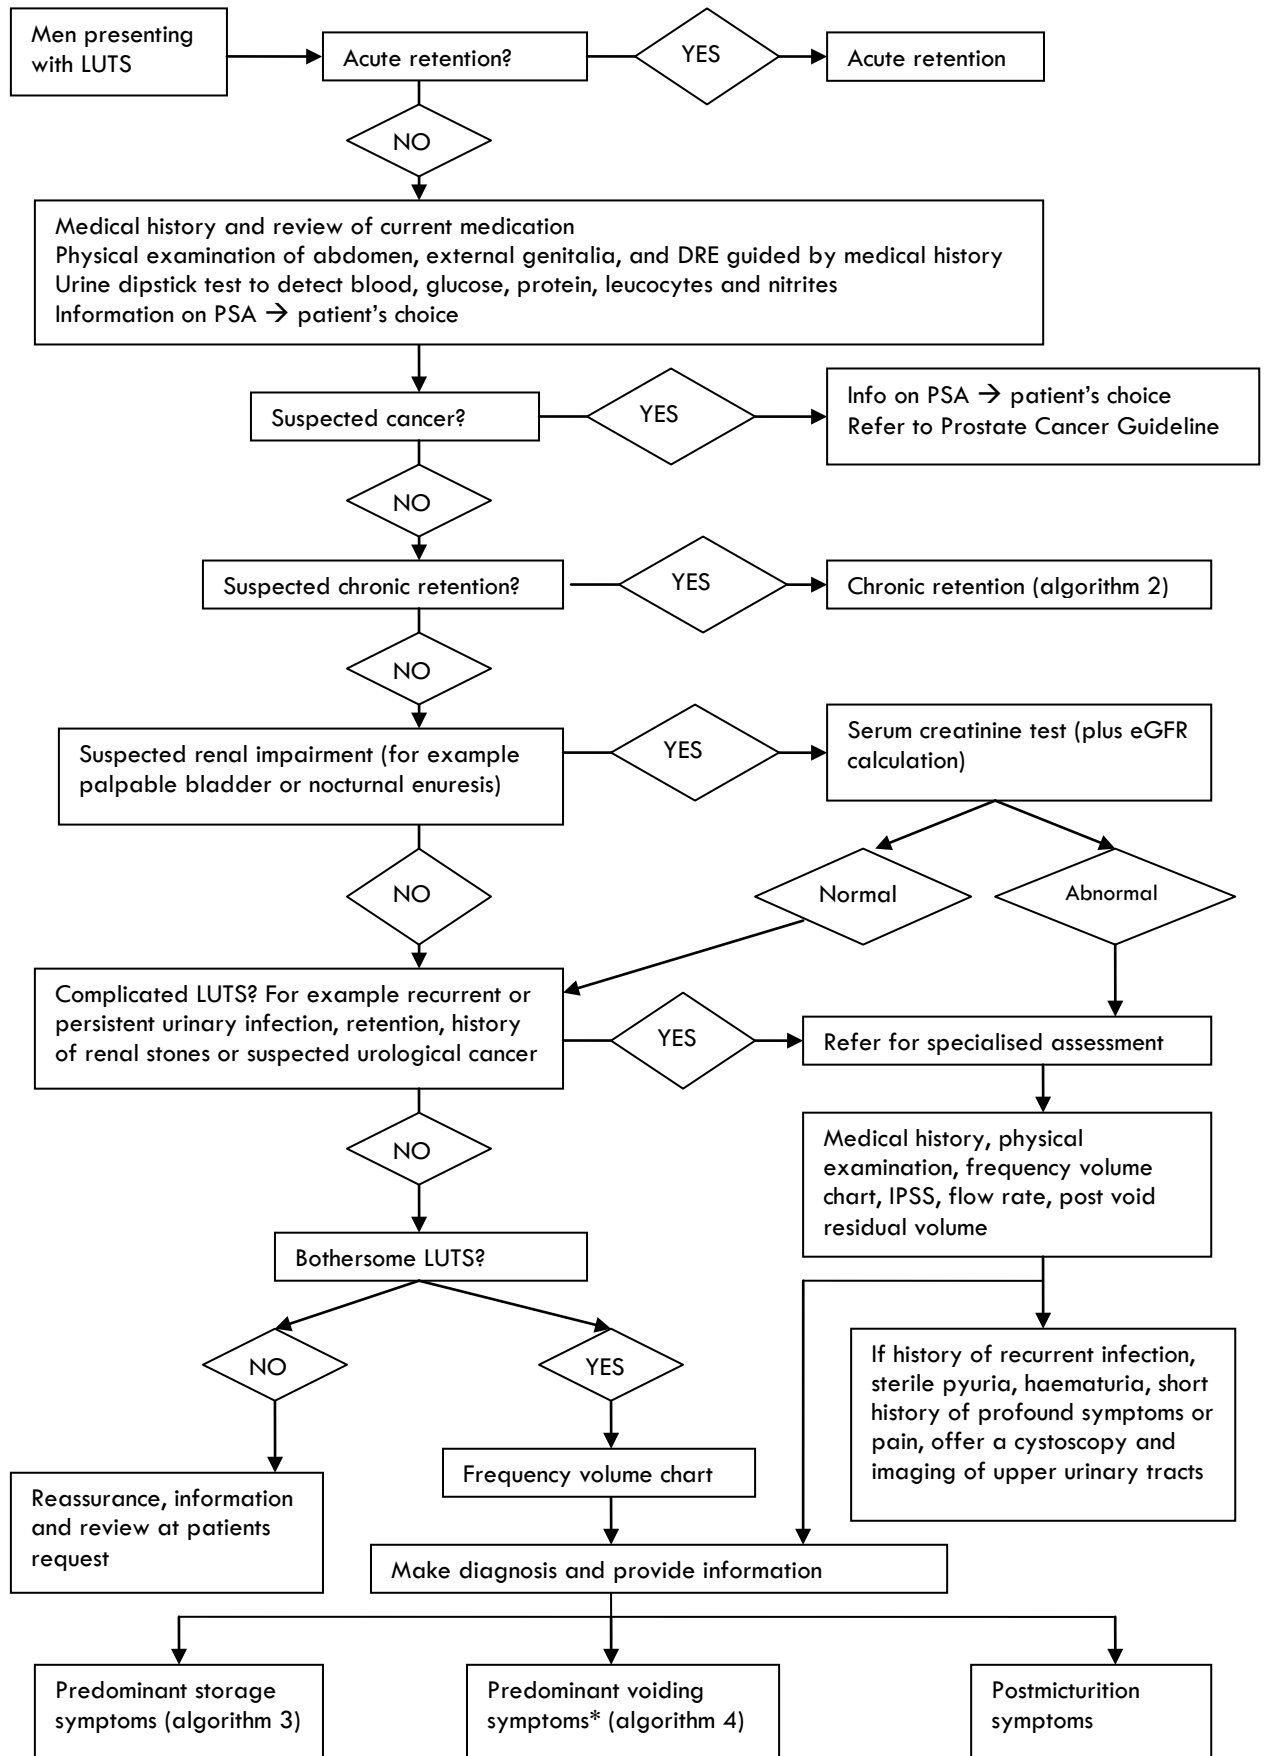 Men presenting
with LUTS
Acute retention?
YES
Acute retention
NO
Medical history and review of current medication
Physical examination of abdomen, external genitalia, and DRE guided by medical history
Urine dipstick test to detect blood, glucose, protein, leucocytes and nitrites
Information on PSA → patient's choice
Suspected cancer?
YES
Info on PSA → patient's choice
Refer to Prostate Cancer Guideline
NO
Suspected chronic retention?
YES
Chronic retention (algorithm 2)
NO
Suspected renal impairment (for example
palpable bladder or nocturnal enuresis)
YES
Serum creatinine test (plus eGFR
calculation)
NO
Normal
Abnormal
Complicated LUTS? For example recurrent or
persistent urinary infection, retention, history
of renal stones or suspected urological cancer
YES
Refer for specialised assessment
NO
Medical history, physical
examination, frequency volume
chart, IPSS, flow rate, post void
residual volume
Bothersome LUTS?
NO
YES
If history of recurrent infection,
sterile pyuria, haematuria, short
history of profound symptoms or
pain, offer a cystoscopy and
imaging of upper urinary tracts
Frequency volume chart
Reassurance, information
and review at patients
request
Make diagnosis and provide information
Predominant storage
symptoms (algorithm 3)
Predominant voiding
symptoms* (algorithm 4)
Postmicturition
symptoms